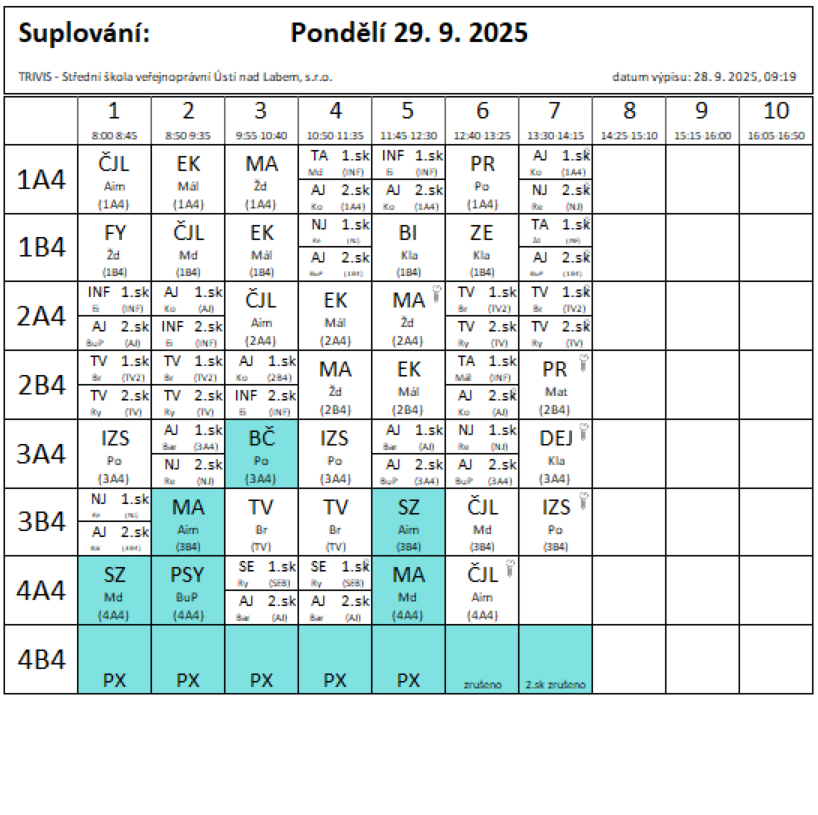 Suplování: Pondělí 29. 9. 2025
TRIVIS - Střední škola veřejnoprávní Ústí nad Labem, s.r.o. datum výpisu: 28. 9. 2025, 09:19
1 2 3 4 5 6 7 8 9 10
8:00-8:45 8:50-9:35 9:55-10:40 10:50-11:35 11:45-12:30 12:40-13:25 13:30-14:15 14:25-15:10 15:15-16:00 16:05-16:50
1A4
ČJL Aim (1A4)
EK Mál (1A4)
MA Žd (1A4)
TA 1.sk Md (INF)
AJ 2.sk Ko (1A4)
INF 1.sk Ei (INF)
AJ 2.sk Ko (1A4)
PR Po (1A4)
AJ 1.sk Ko (1A4)
NJ 2.sk Re (NJ)
1B4
FY Žd (1B4)
ČJL Md (1B4)
EK Mál (1B4)
NJ 1.sk Re (NJ)
AJ 2.sk BuP (1B4)
BI Kla (1B4)
ZE Kla (1B4)
TA 1.sk Žd (INF)
AJ 2.sk BuP (1B4)
2A4
INF 1.sk Ei (INF)
AJ 2.sk BuP (AJ)
AJ 1.sk Ko (AJ)
INF 2.sk Ei (INF)
ČJL Aim (2A4)
EK Mál (2A4)
MA Žd (2A4)
TV 1.sk Br (TV2)
TV 2.sk Ry (TV)
TV 1.sk Br (TV2)
TV 2.sk Ry (TV)
2B4
TV 1.sk Br (TV2)
TV 2.sk Ry (TV)
TV 1.sk Br (TV2)
TV 2.sk Ry (TV)
AJ 1.sk Ko (2B4)
INF 2.sk Ei (INF)
MA Žd (2B4)
EK Mál (2B4)
TA 1.sk Mál (INF)
AJ 2.sk Ko (AJ)
PR Mat (2B4)
3A4
IZS Po (3A4)
AJ 1.sk Bar (3A4)
NJ 2.sk Re (NJ)
BČ Po (3A4)
IZS Po (3A4)
AJ 1.sk Bar (AJ)
AJ 2.sk BuP (3A4)
NJ 1.sk Re (NJ)
AJ 2.sk BuP (3A4)
DEJ Kla (3A4)
3B4
NJ 1.sk Re (NJ)
AJ 2.sk Bar (3B4)
MA Aim (3B4)
TV Br (TV)
TV Br (TV)
SZ Aim (3B4)
ČJL Md (3B4)
IZS Po (3B4)
4A4
SZ Md (4A4)
PSY BuP (4A4)
SE 1.sk Ry (SEB)
AJ 2.sk Bar (AJ)
SE 1.sk Ry (SEB)
AJ 2.sk Bar (AJ)
MA Md (4A4)
ČJL Aim (4A4)
4B4
PX PX PX PX PX zrušeno 2.sk zrušeno